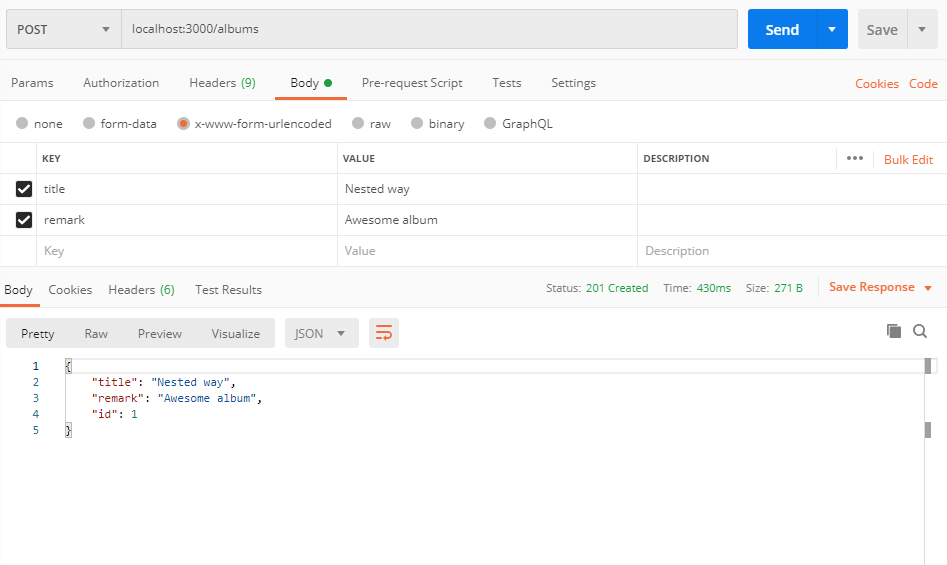 POST localhost:3000/albums Send Save
Params Authorization Headers (9) Body Pre-request Script Tests Settings Cookies Code
none form-data x-www-form-urlencoded raw binary GraphQL
KEY VALUE DESCRIPTION ••• Bulk Edit
title Nested way
remark Awesome album
Key Value Description
Body Cookies Headers (6) Test Results Status: 201 Created Time: 430ms Size: 271 B Save Response
Pretty Raw Preview Visualize JSON
1 {
2 "title": "Nested way",
3 "remark": "Awesome album",
4 "id": 1
5 }